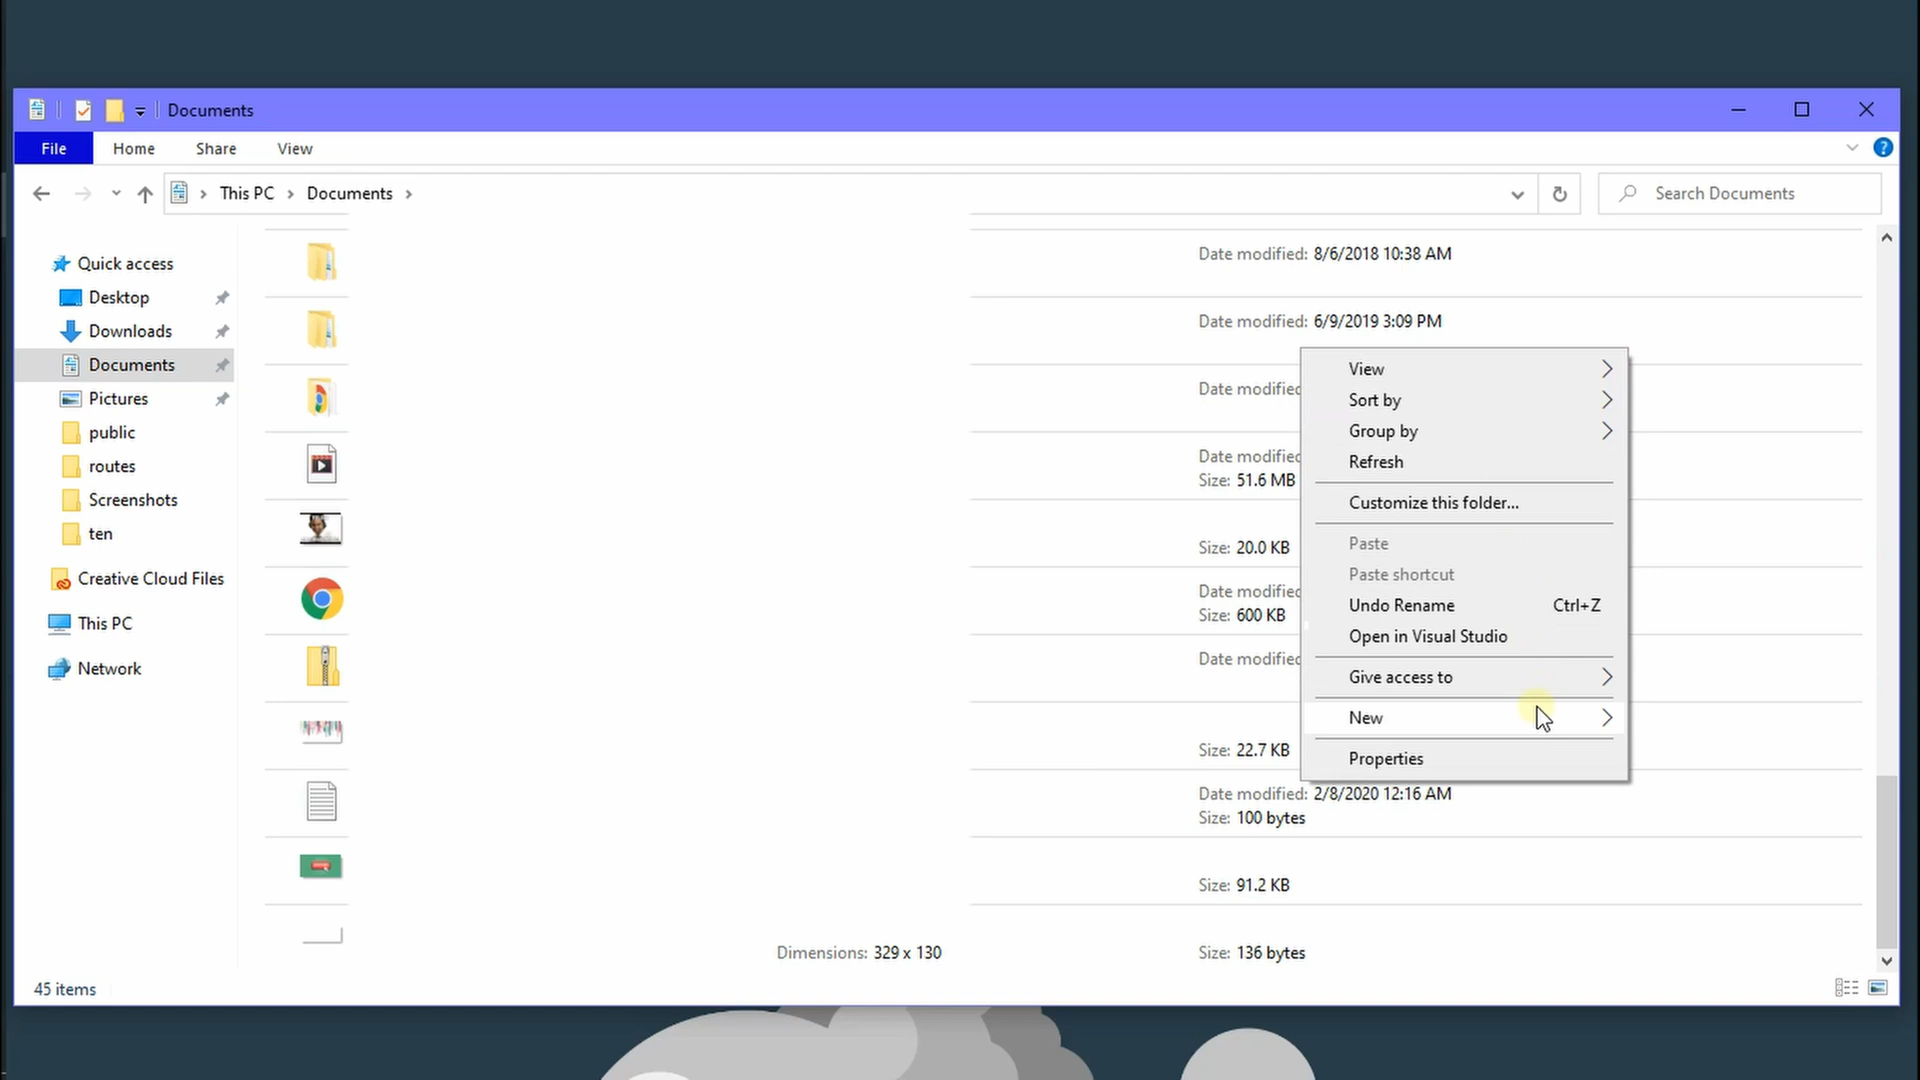 Documents
File Home Share View
This PC > Documents >
Search Documents
Quick access
Desktop
Downloads
Documents
Pictures
public
routes
Screenshots
ten
Creative Cloud Files
This PC
Network
Date modified: 8/6/2018 10:38 AM
Date modified: 6/9/2019 3:09 PM
Date modified
Date modified
Size: 51.6 MB
Size: 20.0 KB
Date modified
Size: 600 KB
Date modified
Size: 22.7 KB
Date modified: 2/8/2020 12:16 AM
Size: 100 bytes
Size: 91.2 KB
Dimensions: 329 x 130
Size: 136 bytes
View
Sort by
Group by
Refresh
Customize this folder...
Paste
Paste shortcut
Undo Rename Ctrl+Z
Open in Visual Studio
Give access to
New
Properties
45 items